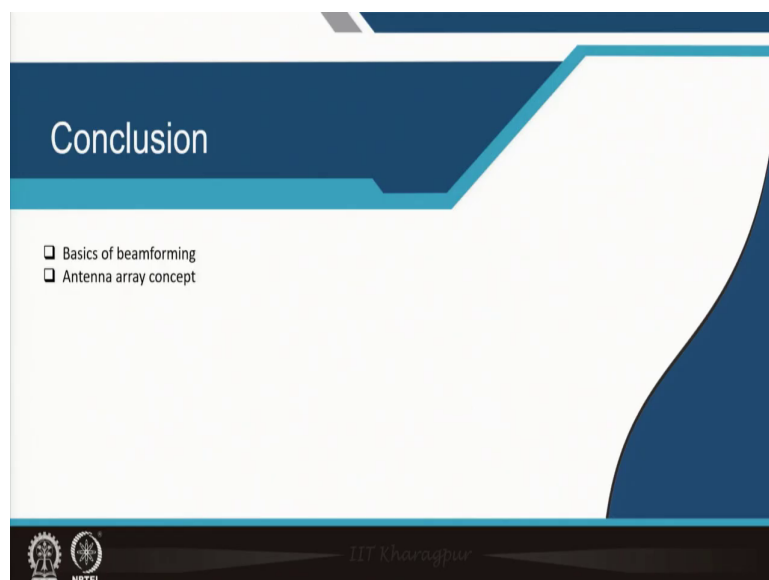 Conclusion
❑ Basics of beamforming
❑ Antenna array concept
IIT Kharagpur
NPTEL